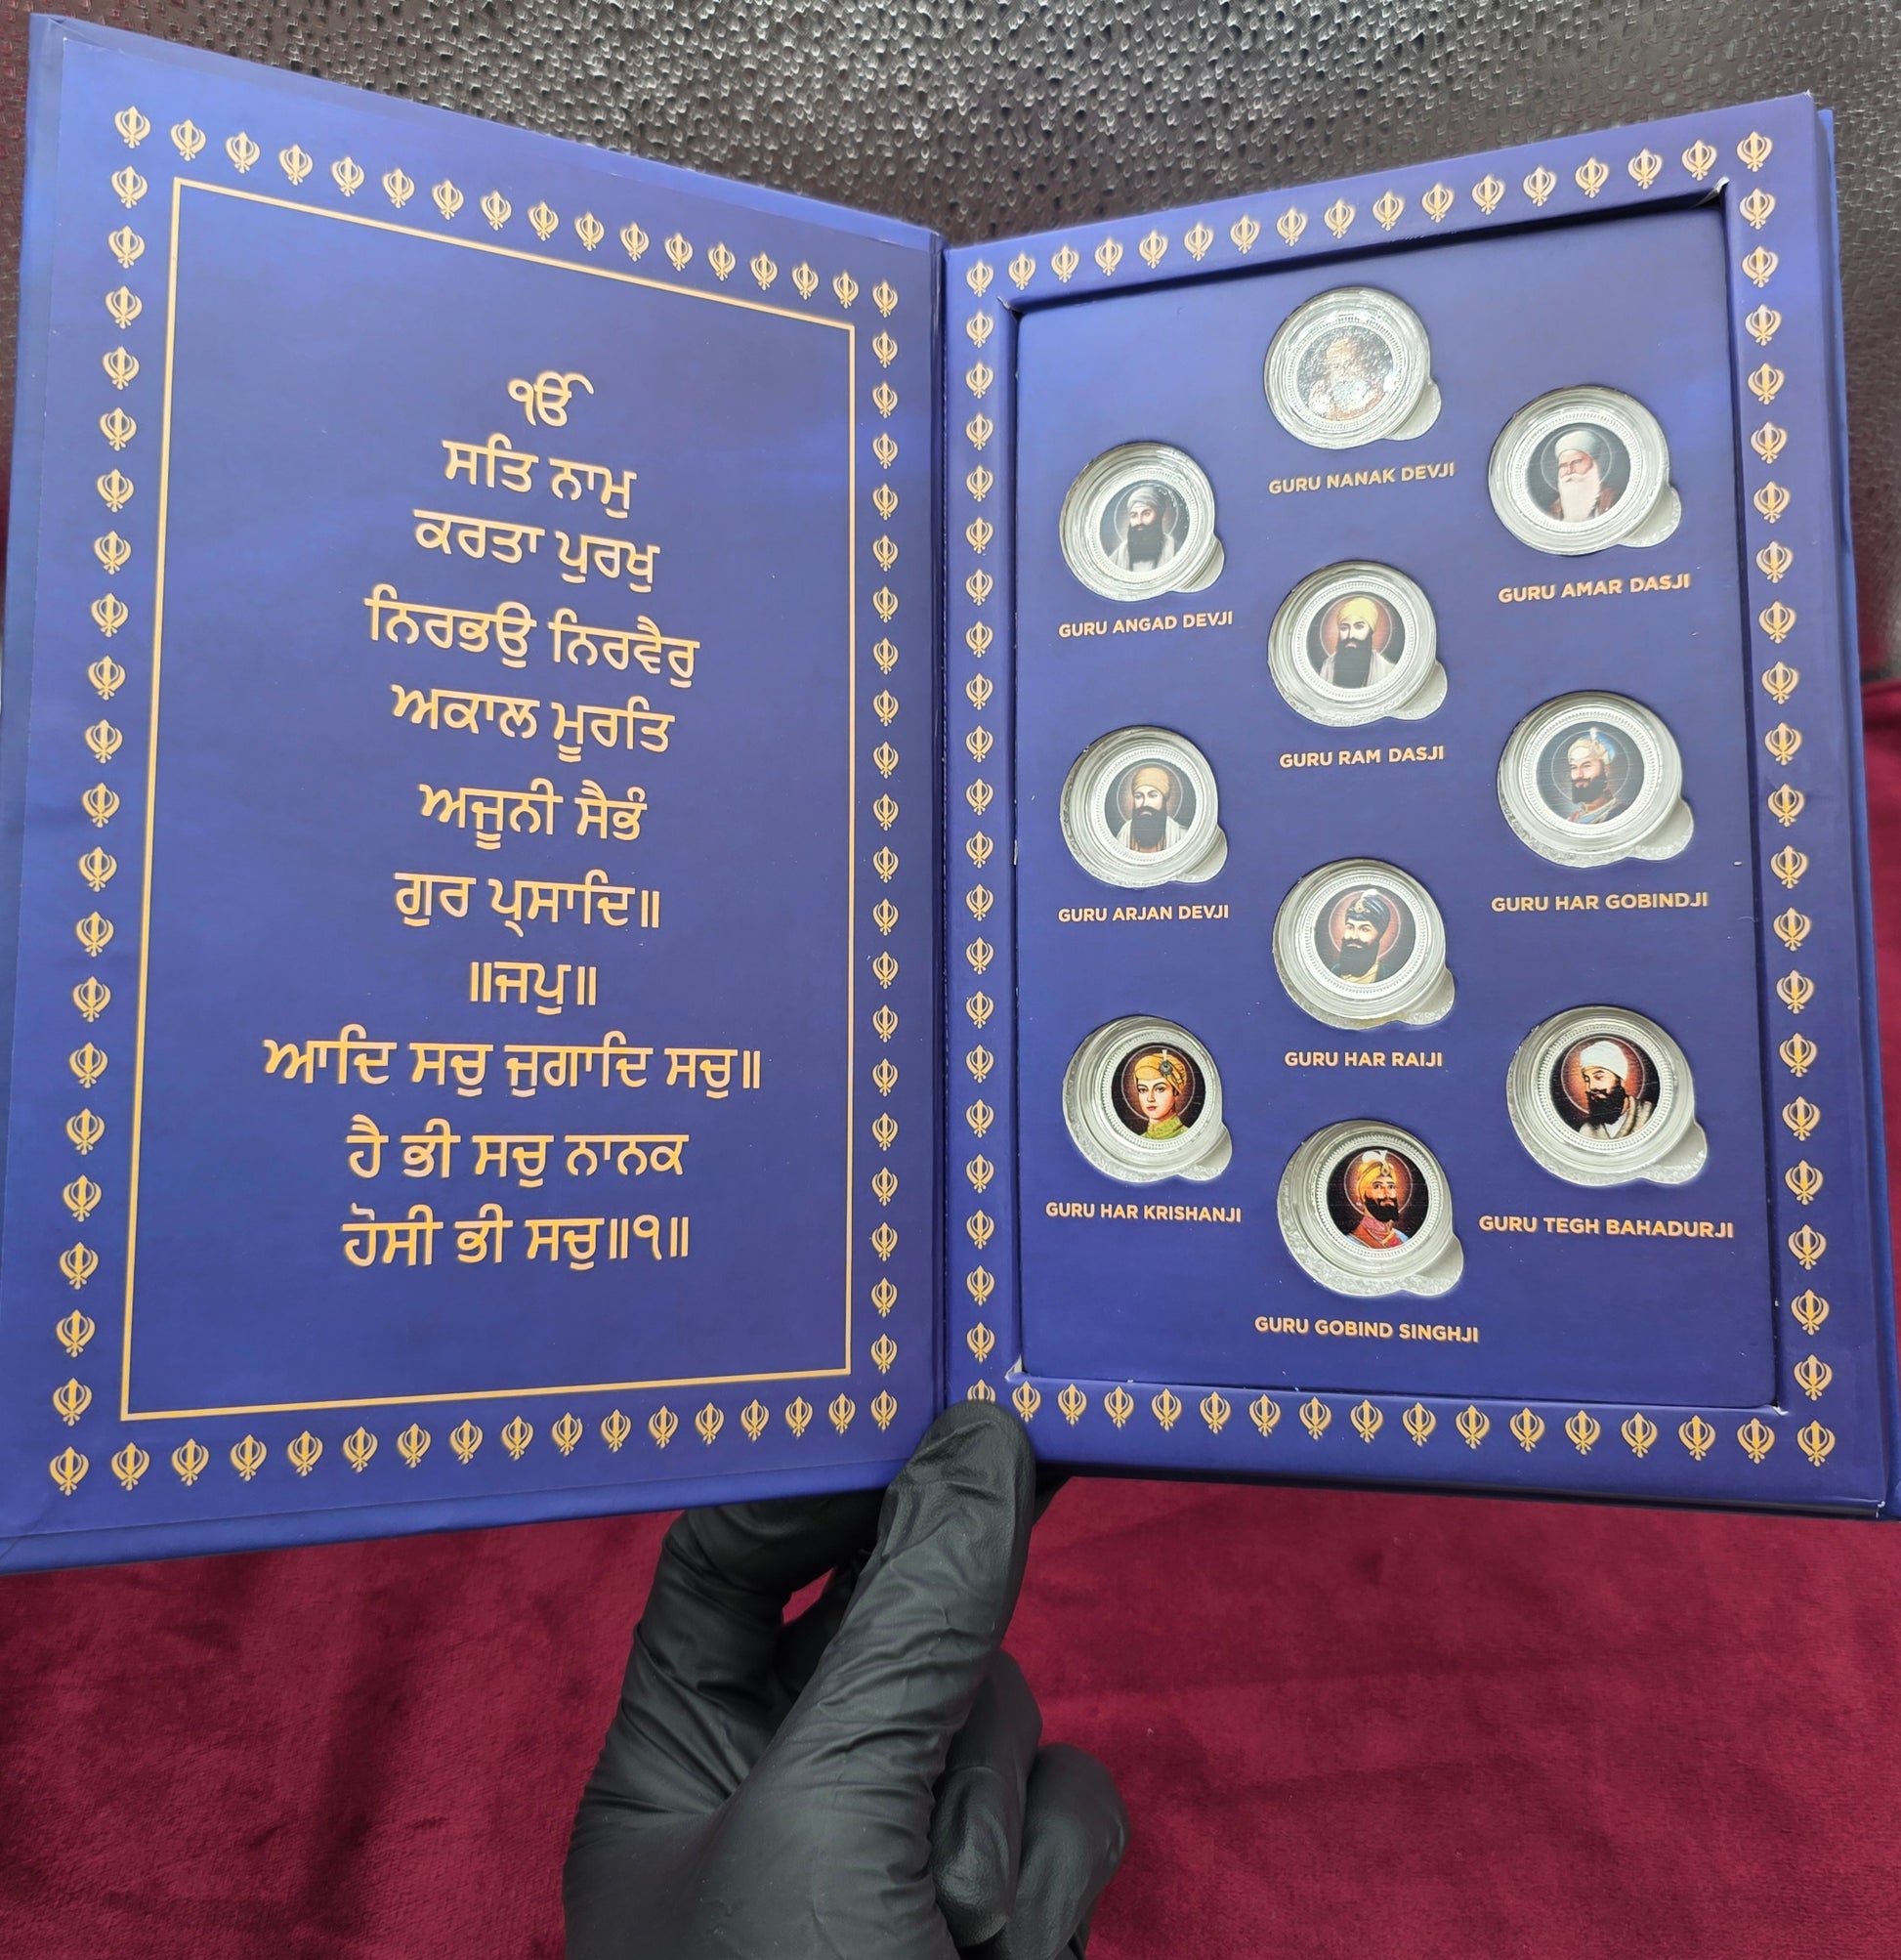 ੴ
ਸਤਿ ਨਾਮੁ
ਕਰਤਾ ਪੁਰਖੁ
ਨਿਰਭਉ ਨਿਰਵੈਰੁ
ਅਕਾਲ ਮੂਰਤਿ
ਅਜੂਨੀ ਸੈਭੰ
ਗੁਰ ਪ੍ਰਸਾਦਿ॥
॥ਜਪੁ॥
ਆਦਿ ਸਚੁ ਜੁਗਾਦਿ ਸਚੁ॥
ਹੈ ਭੀ ਸਚੁ ਨਾਨਕ
ਹੋਸੀ ਭੀ ਸਚੁ॥੧॥
GURU NANAK DEVJI
GURU ANGAD DEVJI
GURU AMAR DASJI
GURU RAM DASJI
GURU ARJAN DEVJI
GURU HAR GOBINDJI
GURU HAR RAIJI
GURU HAR KRISHANJI
GURU TEGH BAHADURJI
GURU GOBIND SINGHJI